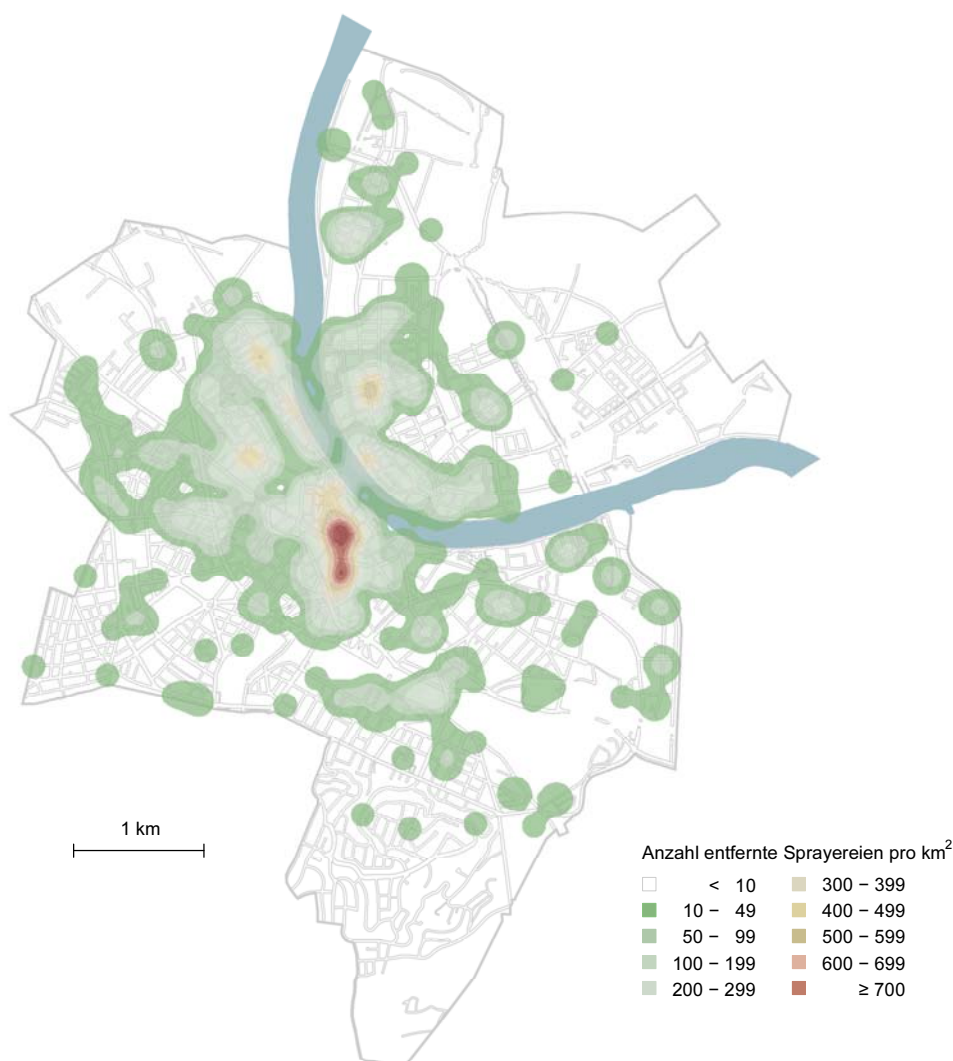 1 km
Anzahl entfernte Sprayereien pro km²
< 10
10 – 49
50 – 99
100 – 199
200 – 299
300 – 399
400 – 499
500 – 599
600 – 699
≥ 700